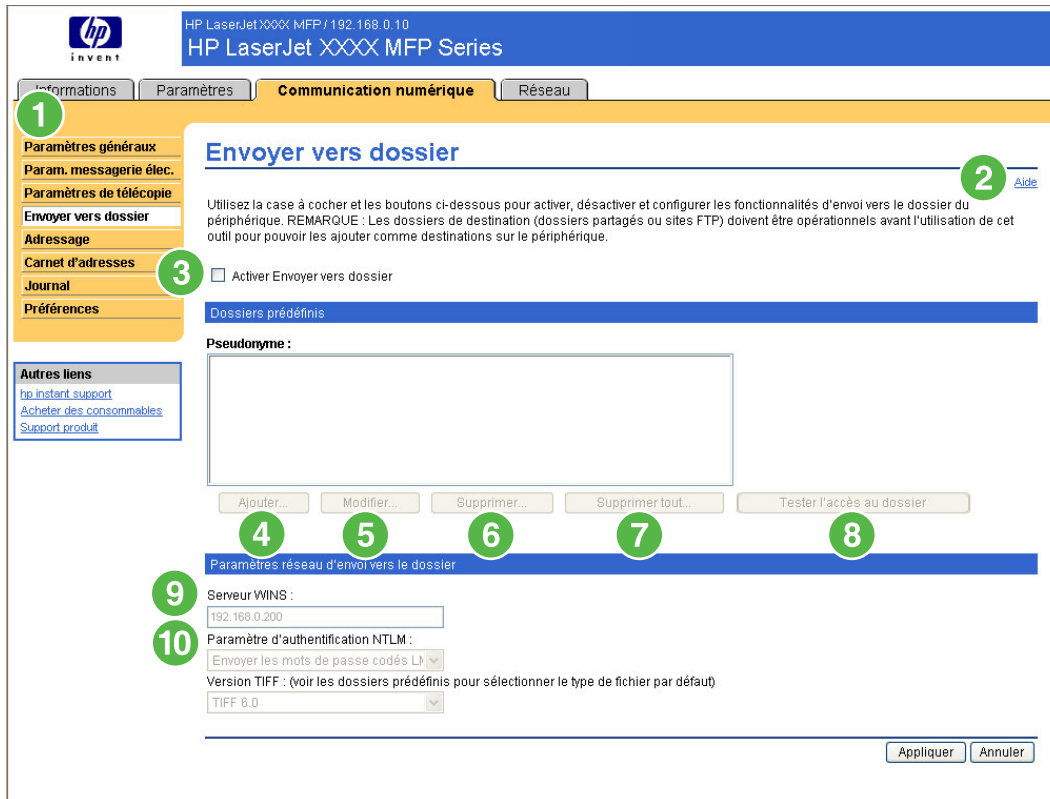 hp
invent
HP LaserJet XXXX MFP / 192.168.0.10
HP LaserJet XXXX MFP Series
Informations
Paramètres
Communication numérique
Réseau
1
Paramètres généraux
Param. messagerie élec.
Paramètres de télécopie
Envoyer vers dossier
Adressage
Carnet d'adresses
Journal
Préférences
Autres liens
hp instant support
Acheter des consommables
Support produit
Envoyer vers dossier
2
Aide
Utilisez la case à cocher et les boutons ci-dessous pour activer, désactiver et configurer les fonctionnalités d'envoi vers le dossier du
périphérique. REMARQUE : Les dossiers de destination (dossiers partagés ou sites FTP) doivent être opérationnels avant l'utilisation de cet
outil pour pouvoir les ajouter comme destinations sur le périphérique.
3
Activer Envoyer vers dossier
Dossiers prédéfinis
Pseudonyme :
Ajouter...
Modifier...
Supprimer...
Supprimer tout...
Tester l'accès au dossier
4
5
6
7
8
Paramètres réseau d'envoi vers le dossier
9
Serveur WINS :
192.168.0.200
10
Paramètre d'authentification NTLM :
Envoyer les mots de passe codés LM
Version TIFF : (voir les dossiers prédéfinis pour sélectionner le type de fichier par défaut)
TIFF 6.0
Appliquer
Annuler